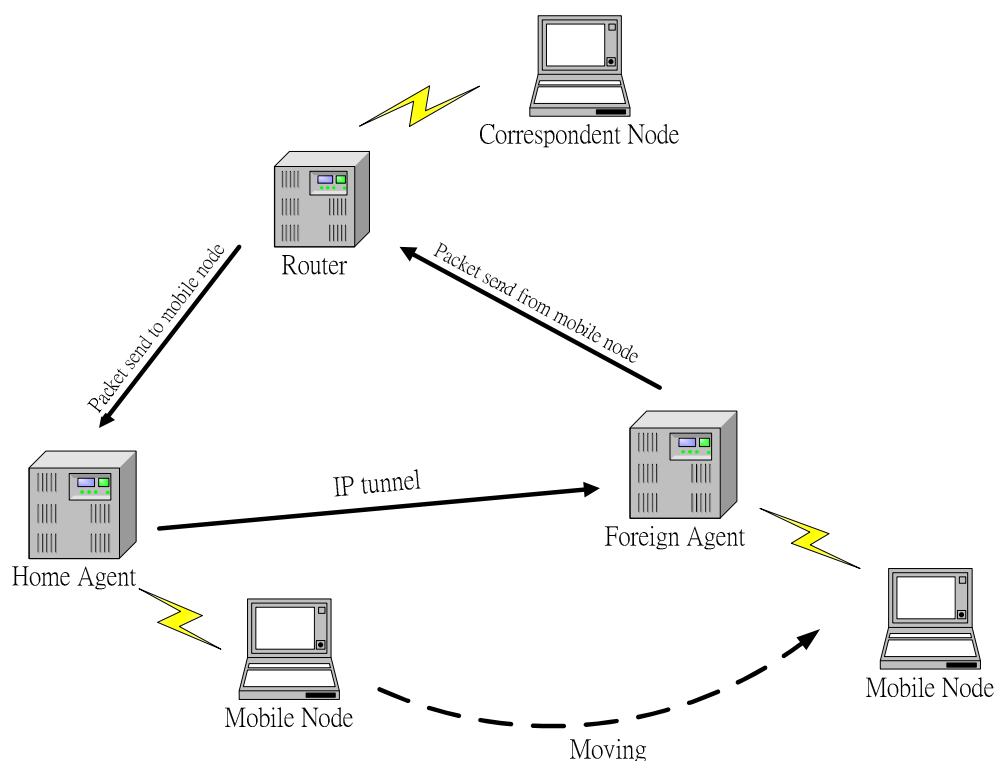 Correspondent Node
Router
Packet send to mobile node
Packet send from mobile node
IP tunnel
Foreign Agent
Home Agent
Mobile Node
Mobile Node
Moving